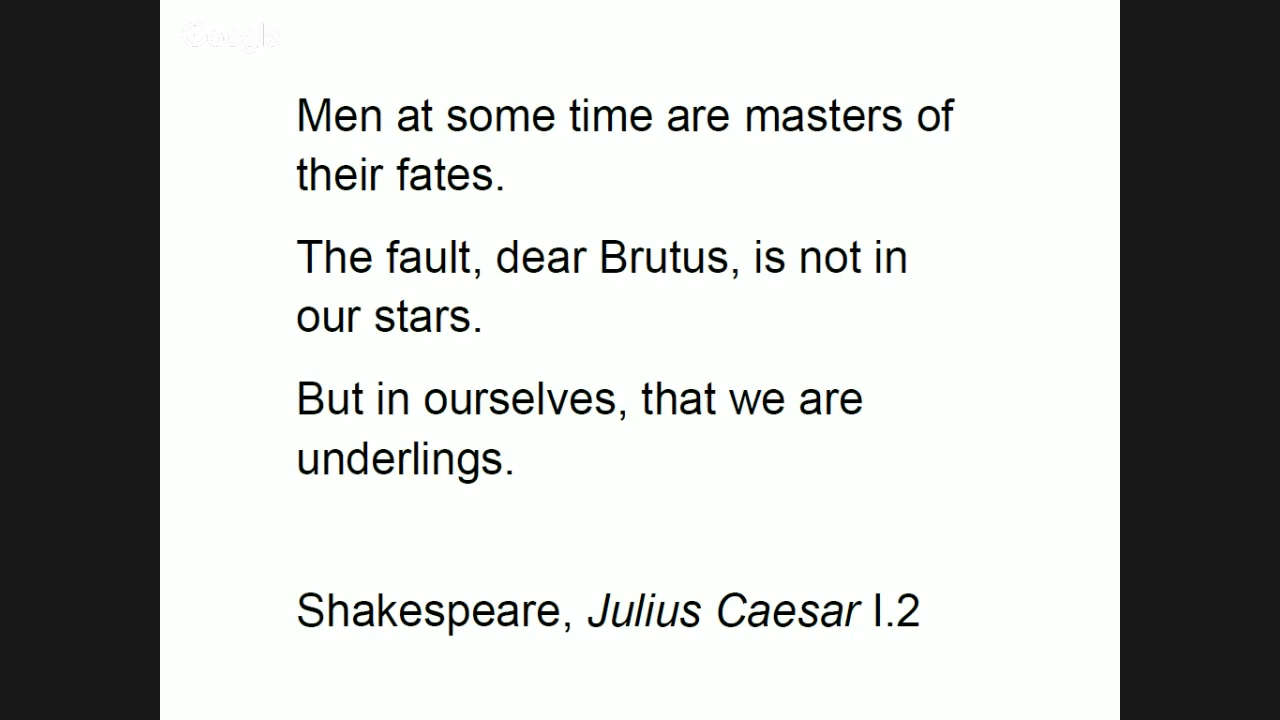 Google
Men at some time are masters of
their fates.
The fault, dear Brutus, is not in
our stars.
But in ourselves, that we are
underlings.
Shakespeare, Julius Caesar I.2